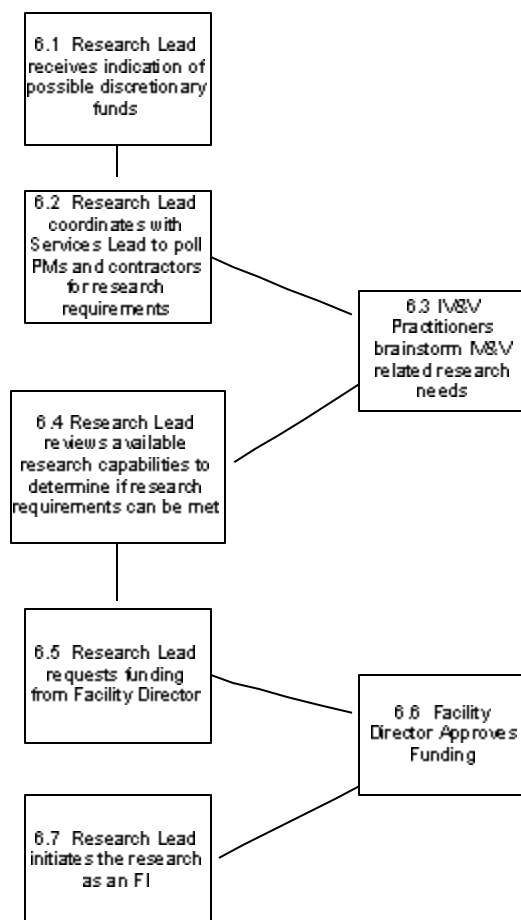 6.1 Research Lead
receives indication of
possible discretionary
funds
6.2 Research Lead
coordinates with
Services Lead to poll
PMs and contractors
for research
requirements
6.3 IV&V
Practitioners
brainstorm IV&V
related research
needs
6.4 Research Lead
reviews available
research capabilities to
determine if research
requirements can be met
6.5 Research Lead
requests funding
from Facility Director
6.6 Facility
Director Approves
Funding
6.7 Research Lead
initiates the research
as an FI